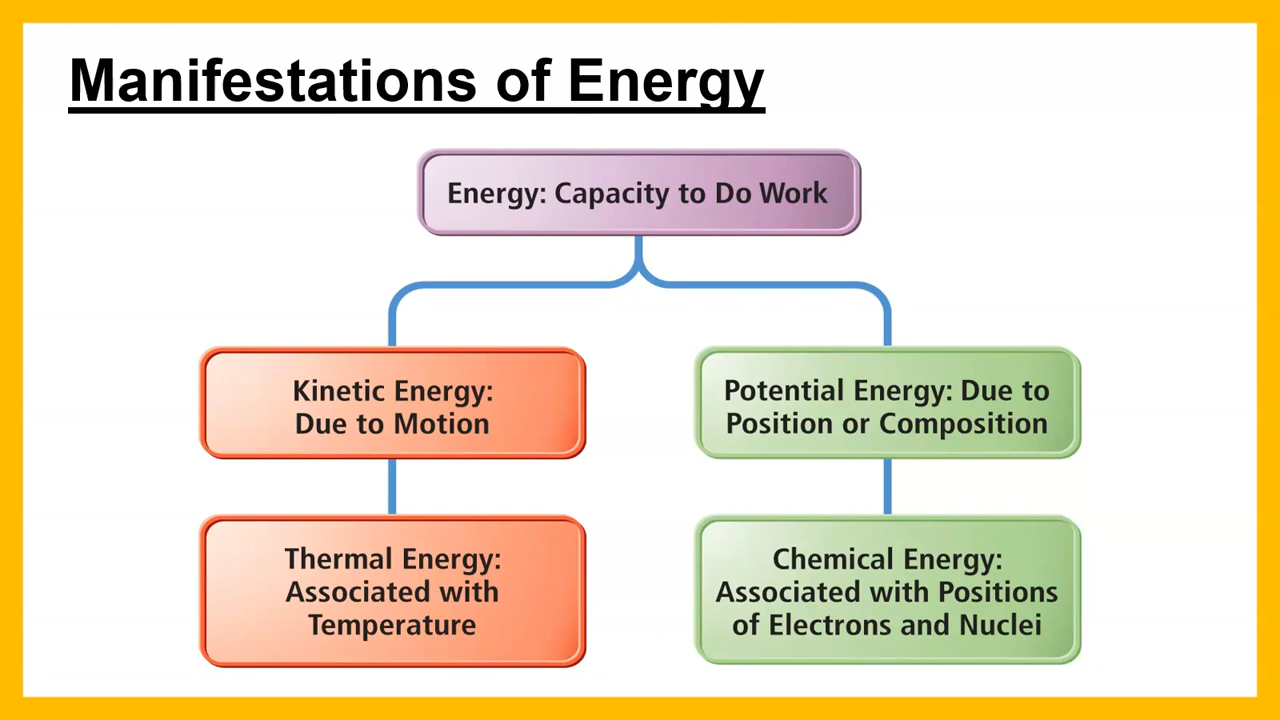 Manifestations of Energy
Energy: Capacity to Do Work
Kinetic Energy:
Due to Motion
Potential Energy: Due to
Position or Composition
Thermal Energy:
Associated with
Temperature
Chemical Energy:
Associated with Positions
of Electrons and Nuclei